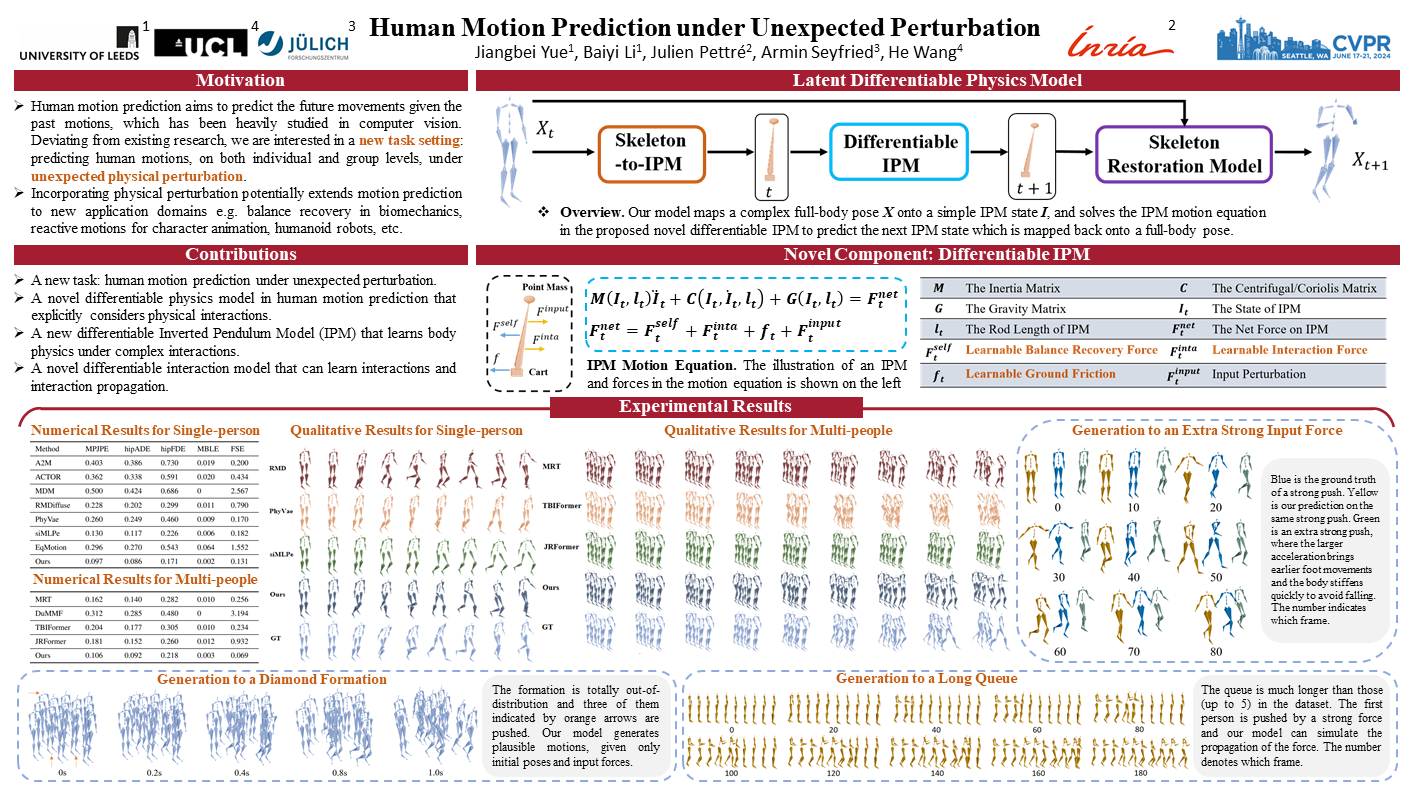 UNIVERSITY OF LEEDS
1
UCL
4
JÜLICH
FORSCHUNGSZENTRUM
3
Human Motion Prediction under Unexpected Perturbation
Jiangbei Yue1, Baiyi Li1, Julien Pettré2, Armin Seyfried3, He Wang4
Inria
2
CVPR
SEATTLE, WA JUNE 17-21, 2024
Motivation
➢ Human motion prediction aims to predict the future movements given the
past motions, which has been heavily studied in computer vision.
Deviating from existing research, we are interested in a new task setting:
predicting human motions, on both individual and group levels, under
unexpected physical perturbation.
➢ Incorporating physical perturbation potentially extends motion prediction
to new application domains e.g. balance recovery in biomechanics,
reactive motions for character animation, humanoid robots, etc.
Contributions
➢ A new task: human motion prediction under unexpected perturbation.
➢ A novel differentiable physics model in human motion prediction that
explicitly considers physical interactions.
➢ A new differentiable Inverted Pendulum Model (IPM) that learns body
physics under complex interactions.
➢ A novel differentiable interaction model that can learn interactions and
interaction propagation.
Latent Differentiable Physics Model
X_t
Skeleton
-to-IPM
t
Differentiable
IPM
t + 1
Skeleton
Restoration Model
X_{t+1}
❖ Overview. Our model maps a complex full-body pose X onto a simple IPM state I, and solves the IPM motion equation
in the proposed novel differentiable IPM to predict the next IPM state which is mapped back onto a full-body pose.
Novel Component: Differentiable IPM
Point Mass
F^{input}
F^{self}
F^{inta}
f
Cart
M(I_t, l_t)Ï_t + C(I_t, İ_t, l_t) + G(I_t, l_t) = F_t^{net}
F_t^{net} = F_t^{self} + F_t^{inta} + f_t + F_t^{input}
IPM Motion Equation. The illustration of an IPM
and forces in the motion equation is shown on the left
M The Inertia Matrix C The Centrifugal/Coriolis Matrix
G The Gravity Matrix I_t The State of IPM
l_t The Rod Length of IPM F_t^{net} The Net Force on IPM
F_t^{self} Learnable Balance Recovery Force F_t^{inta} Learnable Interaction Force
f_t Learnable Ground Friction F_t^{input} Input Perturbation
Experimental Results
Numerical Results for Single-person
Method MPJPE hipADE hipFDE MBLE FSE
A2M 0.403 0.386 0.730 0.019 0.200
ACTOR 0.362 0.338 0.591 0.020 0.434
MDM 0.500 0.424 0.686 0 2.567
RMDiffuse 0.228 0.202 0.299 0.011 0.790
PhyVae 0.260 0.249 0.460 0.009 0.170
siMLPe 0.130 0.117 0.226 0.006 0.182
EqMotion 0.296 0.270 0.543 0.064 1.552
Ours 0.097 0.086 0.171 0.002 0.131
Numerical Results for Multi-people
MRT 0.162 0.140 0.282 0.010 0.256
DuMMF 0.312 0.285 0.480 0 3.194
TBIFormer 0.204 0.177 0.305 0.010 0.234
JRFormer 0.181 0.152 0.260 0.012 0.932
Ours 0.106 0.092 0.218 0.003 0.069
Qualitative Results for Single-person
RMD
PhyVae
siMLPe
Ours
GT
Qualitative Results for Multi-people
MRT
TBIFormer
JRFormer
Ours
GT
Generation to an Extra Strong Input Force
0 10 20
30 40 50
60 70 80
Blue is the ground truth
of a strong push. Yellow
is our prediction on the
same strong push. Green
is an extra strong push,
where the larger
acceleration brings
earlier foot movements
and the body stiffens
quickly to avoid falling.
The number indicates
which frame.
Generation to a Diamond Formation
0s 0.2s 0.4s 0.8s 1.0s
The formation is totally out-of-
distribution and three of them
indicated by orange arrows are
pushed. Our model generates
plausible motions, given only
initial poses and input forces.
Generation to a Long Queue
0 20 40 60 80
100 120 140 160 180
The queue is much longer than those
(up to 5) in the dataset. The first
person is pushed by a strong force
and our model can simulate the
propagation of the force. The number
denotes which frame.